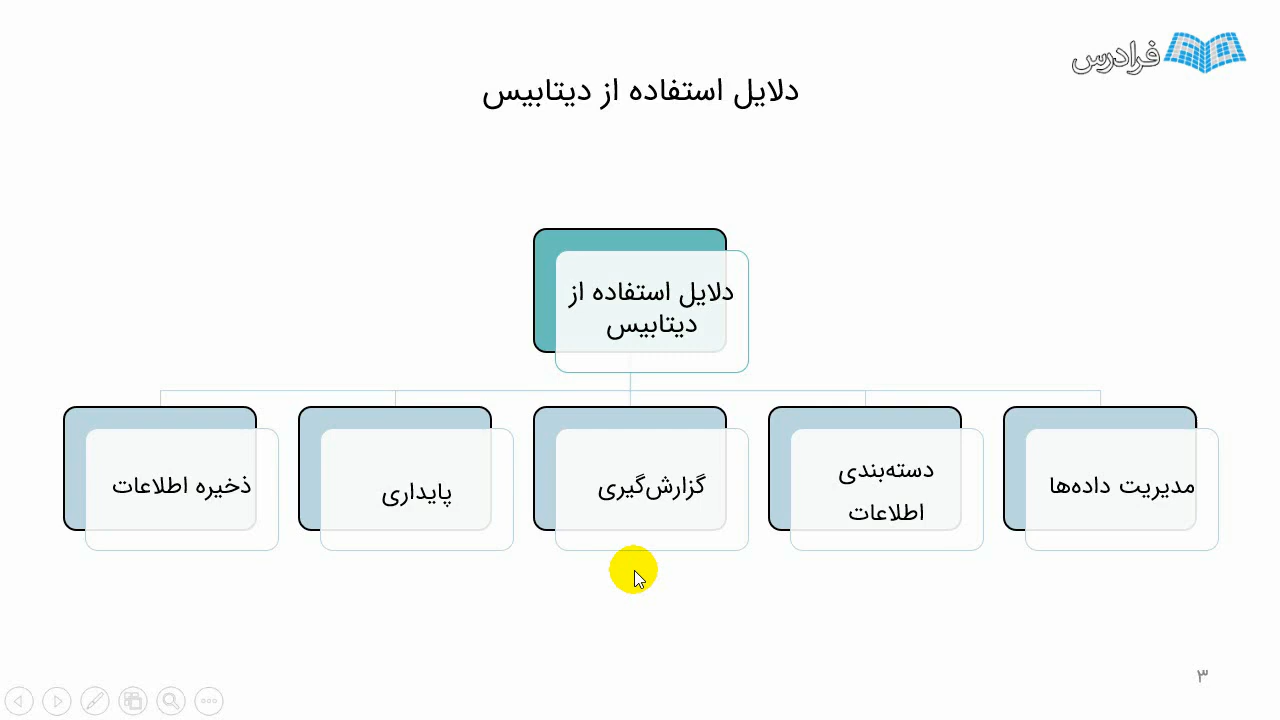 فرادرس
دلایل استفاده از دیتابیس
دلایل استفاده از
دیتابیس
مدیریت داده‌ها
دسته‌بندی
اطلاعات
گزارش‌گیری
پایداری
ذخیره اطلاعات
۳